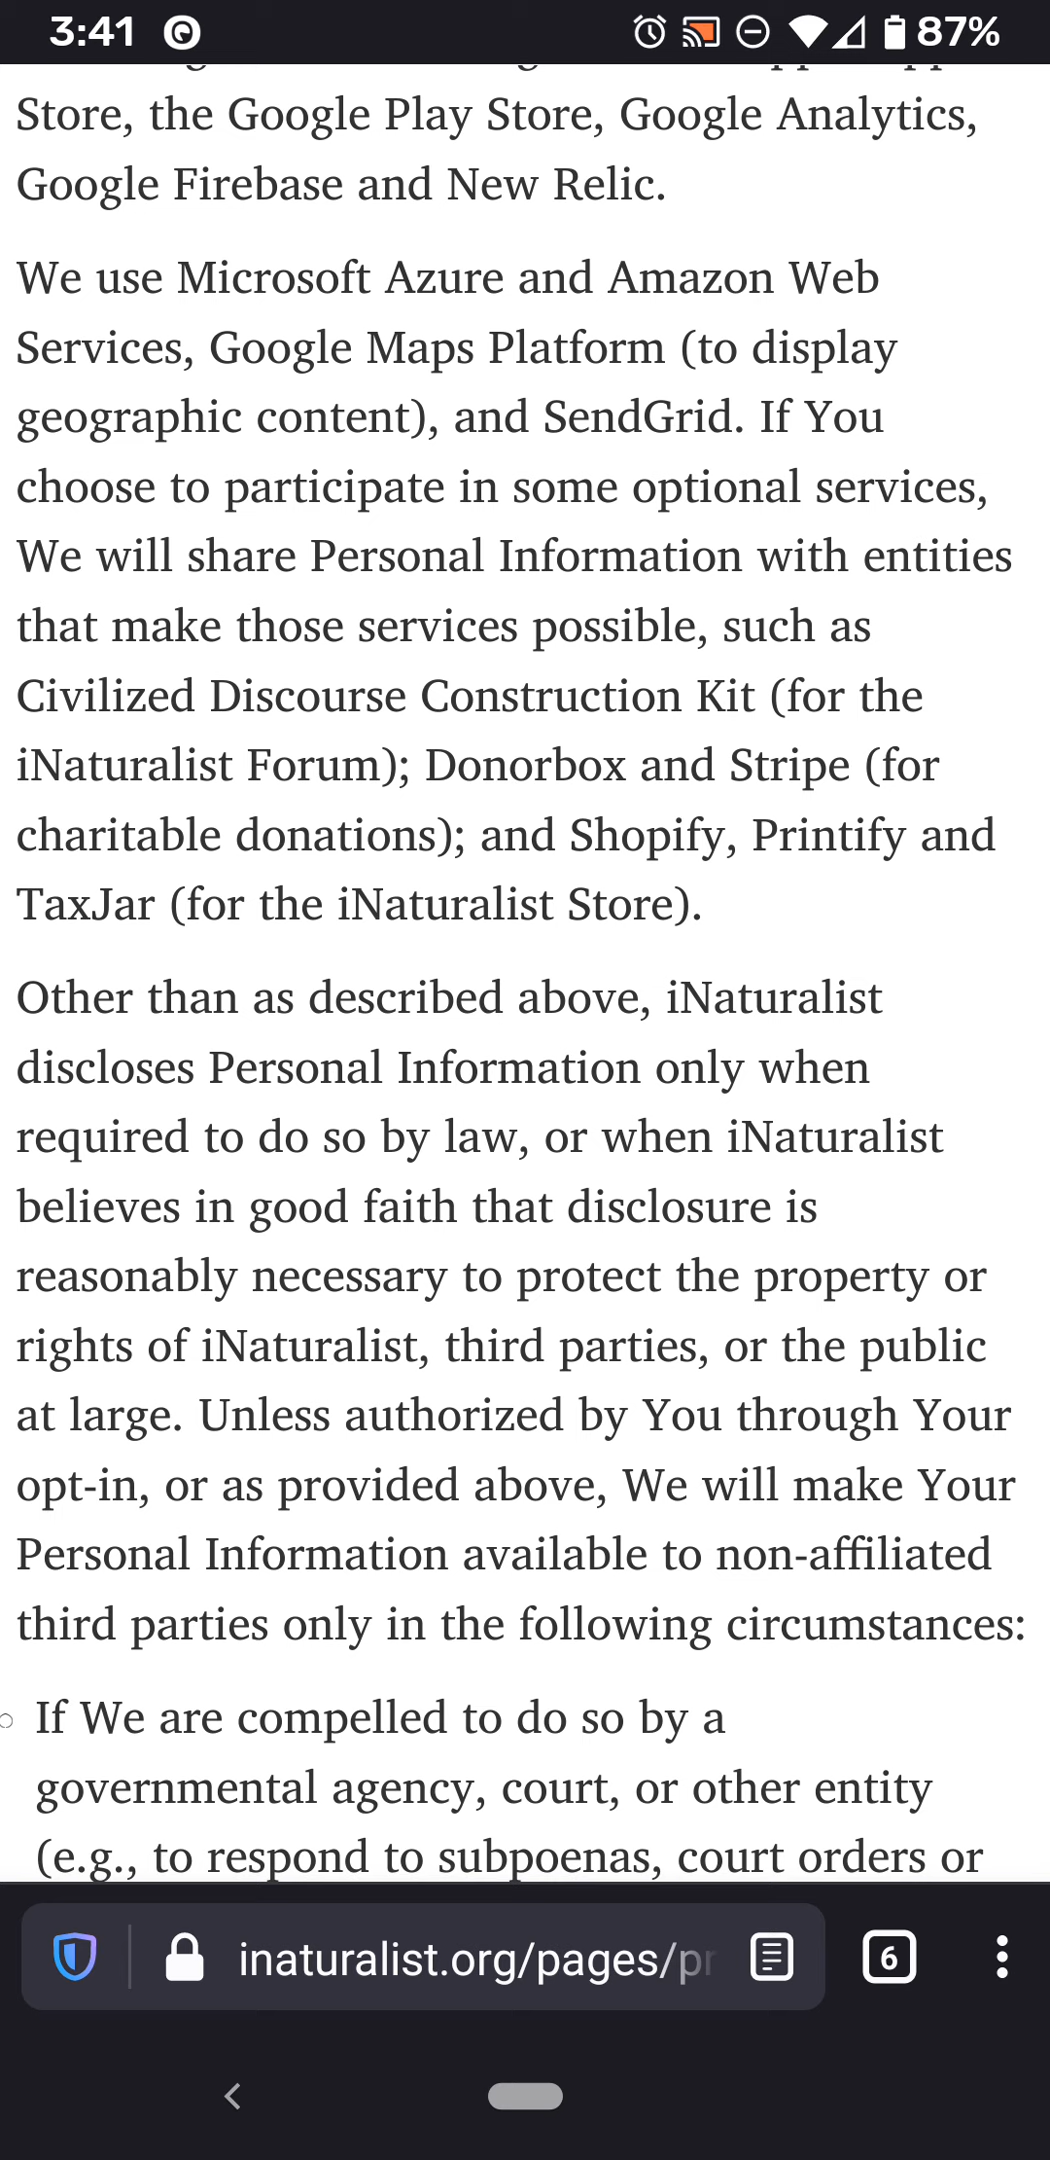 3:41
87%
Store, the Google Play Store, Google Analytics,
Google Firebase and New Relic.
We use Microsoft Azure and Amazon Web
Services, Google Maps Platform (to display
geographic content), and SendGrid. If You
choose to participate in some optional services,
We will share Personal Information with entities
that make those services possible, such as
Civilized Discourse Construction Kit (for the
iNaturalist Forum); Donorbox and Stripe (for
charitable donations); and Shopify, Printify and
TaxJar (for the iNaturalist Store).
Other than as described above, iNaturalist
discloses Personal Information only when
required to do so by law, or when iNaturalist
believes in good faith that disclosure is
reasonably necessary to protect the property or
rights of iNaturalist, third parties, or the public
at large. Unless authorized by You through Your
opt-in, or as provided above, We will make Your
Personal Information available to non-affiliated
third parties only in the following circumstances:
If We are compelled to do so by a
governmental agency, court, or other entity
(e.g., to respond to subpoenas, court orders or
inaturalist.org/pages/pr
6